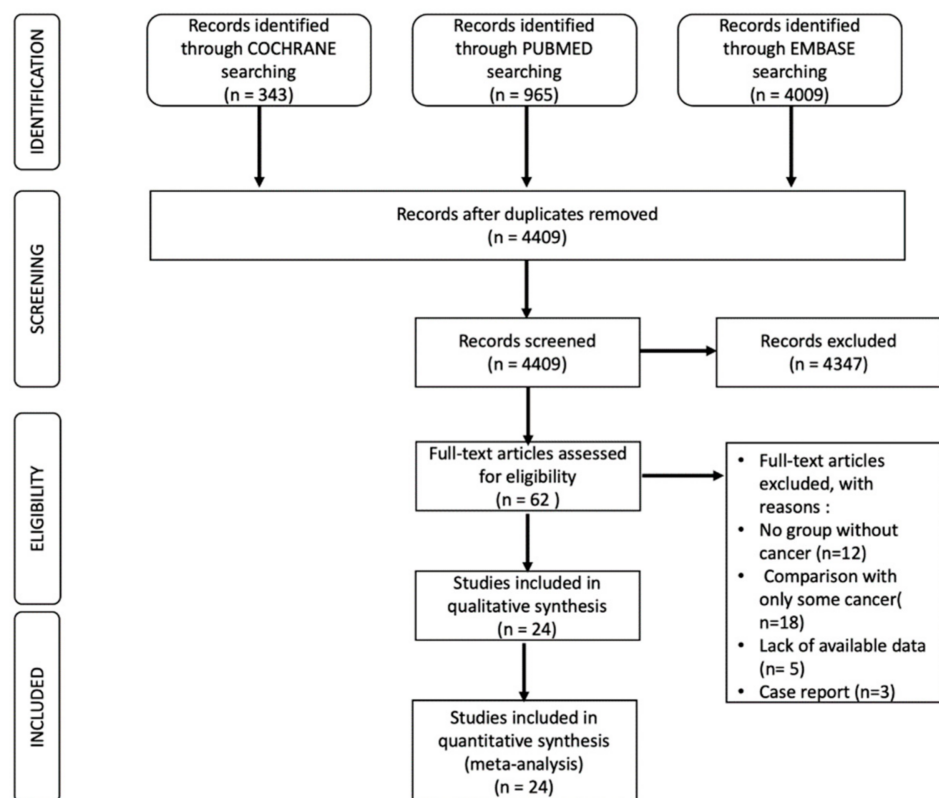 IDENTIFICATION
Records identified
through COCHRANE
searching
(n = 343)
Records identified
through PUBMED
searching
(n = 965)
Records identified
through EMBASE
searching
(n = 4009)
SCREENING
Records after duplicates removed
(n = 4409)
Records screened
(n = 4409)
Records excluded
(n = 4347)
ELIGIBILITY
Full-text articles assessed
for eligibility
(n = 62 )
• Full-text articles
excluded, with
reasons :
• No group without
cancer (n=12)
• Comparison with
only some cancer(
n=18)
• Lack of available data
(n= 5)
• Case report (n=3)
Studies included in
qualitative synthesis
(n = 24)
INCLUDED
Studies included in
quantitative synthesis
(meta-analysis)
(n = 24)